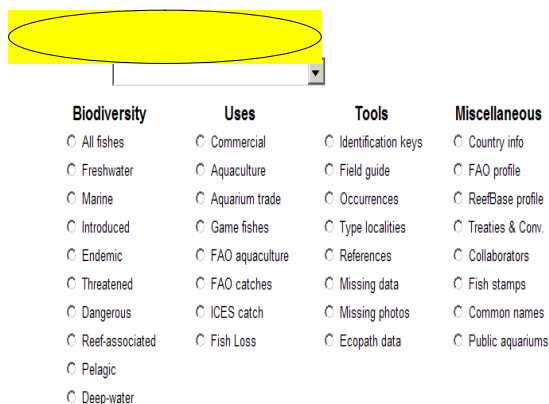 Biodiversity Uses Tools Miscellaneous
All fishes Commercial Identification keys Country info
Freshwater Aquaculture Field guide FAO profile
Marine Aquarium trade Occurrences ReefBase profile
Introduced Game fishes Type localities Treaties & Conv.
Endemic FAO aquaculture References Collaborators
Threatened FAO catches Missing data Fish stamps
Dangerous ICES catch Missing photos Common names
Reef-associated Fish Loss Ecopath data Public aquariums
Pelagic
Deep-water